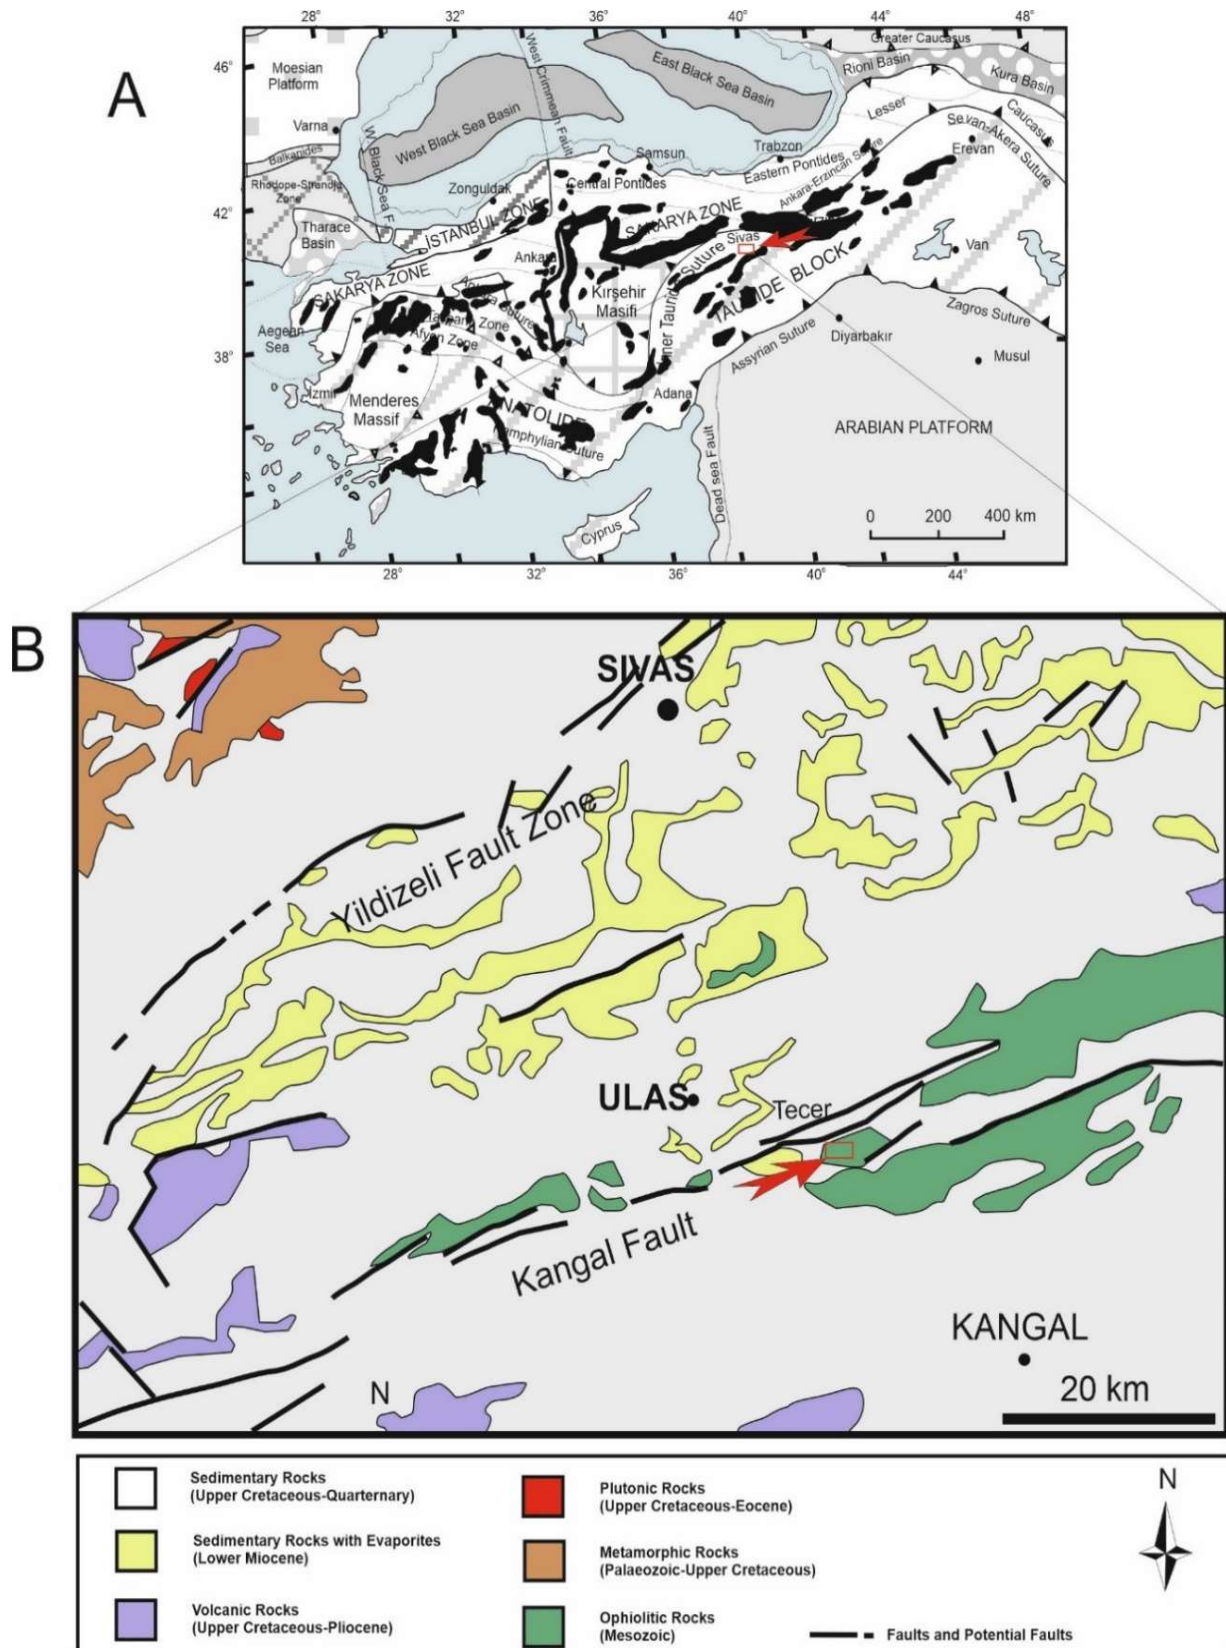 28°
32°
36°
40°
44°
48°
A
46°
42°
38°
Moesian
Platform
Varna
Balkanides
Rhodope-Strandja
Zone
Tharace
Basin
W. Black Sea F
West Black Sea Basin
West Crimmean Fault
East Black Sea Basin
Greater Caucasus
Rioni Basin
Kura Basin
Lesser
Caucasus
Sevan-Akera Suture
Erevan
Trabzon
Eastern Pontides
Ankara-Erzincan Suture
Samsun
Central Pontides
Zonguldak
İSTANBUL ZONE
SAKARYA ZONE
SAKARYA ZONE
Ankara
Sivas
Van
Kırşehir
Masifi
Suture
TAURIDE BLOCK
Zagros Suture
Assyrian Suture
Diyarbakır
Musul
Aegean
Sea
Afyon Zone
İzmir
Menderes
Massif
ANATOLIDE
Pamphylian Suture
Adana
ARABIAN PLATFORM
Dead sea Fault
Cyprus
0 200 400 km
28°
32°
36°
40°
44°
B
SIVAS
Yildizeli Fault Zone
ULAS
Tecer
Kangal Fault
KANGAL
N
20 km
Sedimentary Rocks
(Upper Cretaceous-Quarternary)
Sedimentary Rocks with Evaporites
(Lower Miocene)
Volcanic Rocks
(Upper Cretaceous-Pliocene)
Plutonic Rocks
(Upper Cretaceous-Eocene)
Metamorphic Rocks
(Palaeozoic-Upper Cretaceous)
Ophiolitic Rocks
(Mesozoic)
Faults and Potential Faults
N